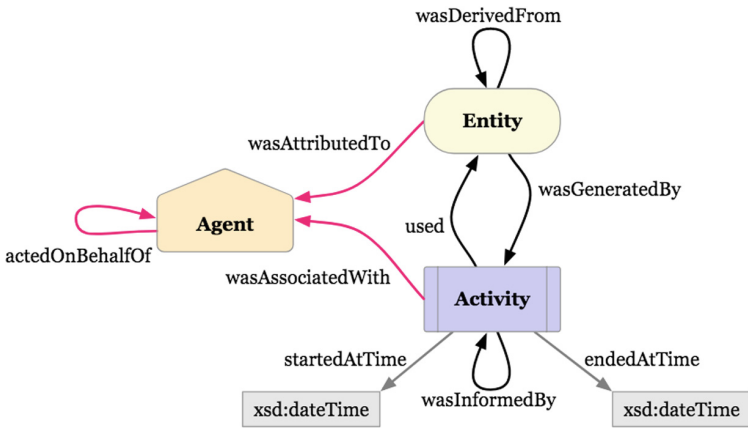 wasDerivedFrom
Entity
wasAttributedTo
wasGeneratedBy
Agent
used
actedOnBehalfOf
wasAssociatedWith
Activity
startedAtTime
endedAtTime
wasInformedBy
xsd:dateTime
xsd:dateTime